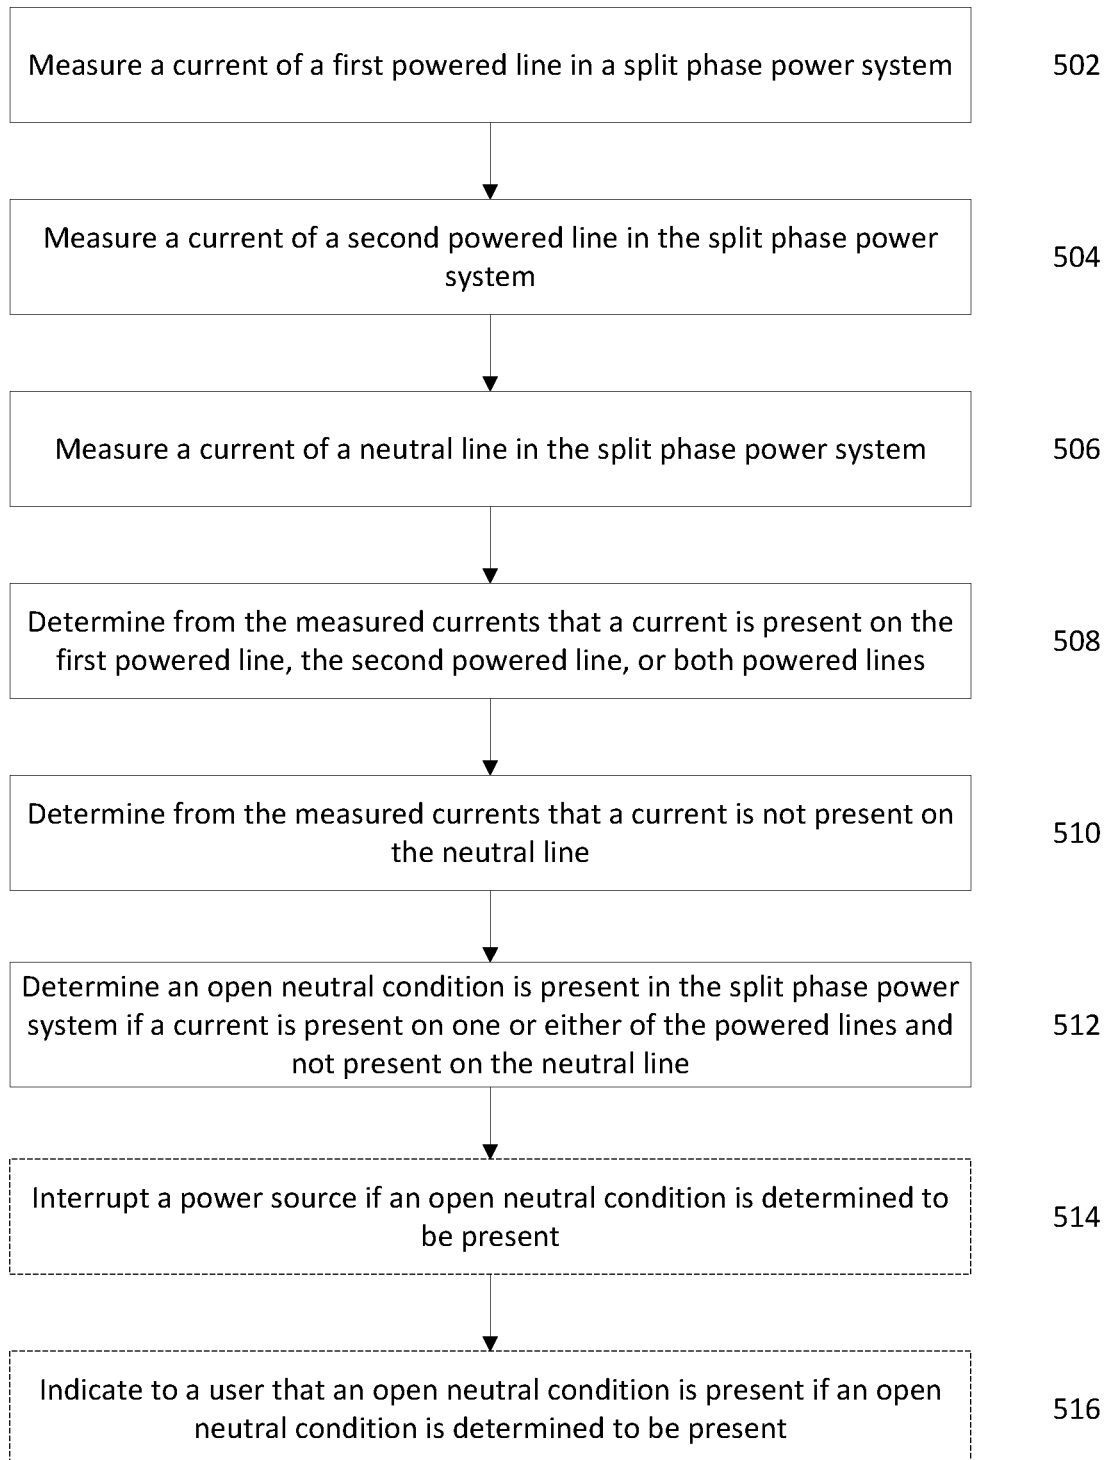 Measure a current of a first powered line in a split phase power system
502
Measure a current of a second powered line in the split phase power
system
504
Measure a current of a neutral line in the split phase power system
506
Determine from the measured currents that a current is present on the
first powered line, the second powered line, or both powered lines
508
Determine from the measured currents that a current is not present on
the neutral line
510
Determine an open neutral condition is present in the split phase power
system if a current is present on one or either of the powered lines and
not present on the neutral line
512
Interrupt a power source if an open neutral condition is determined to
be present
514
Indicate to a user that an open neutral condition is present if an open
neutral condition is determined to be present
516